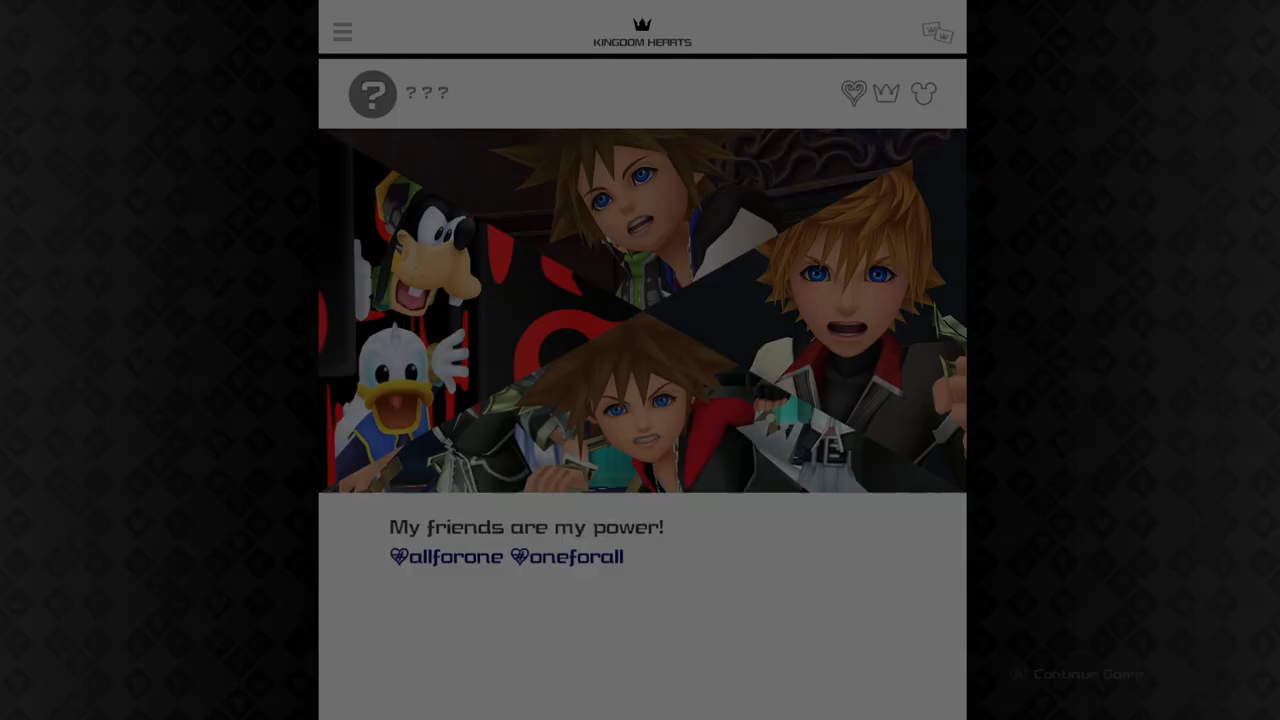 KINGDOM HEARTS
? ? ? ?
My friends are my power!
allforone oneforall
Continue Game